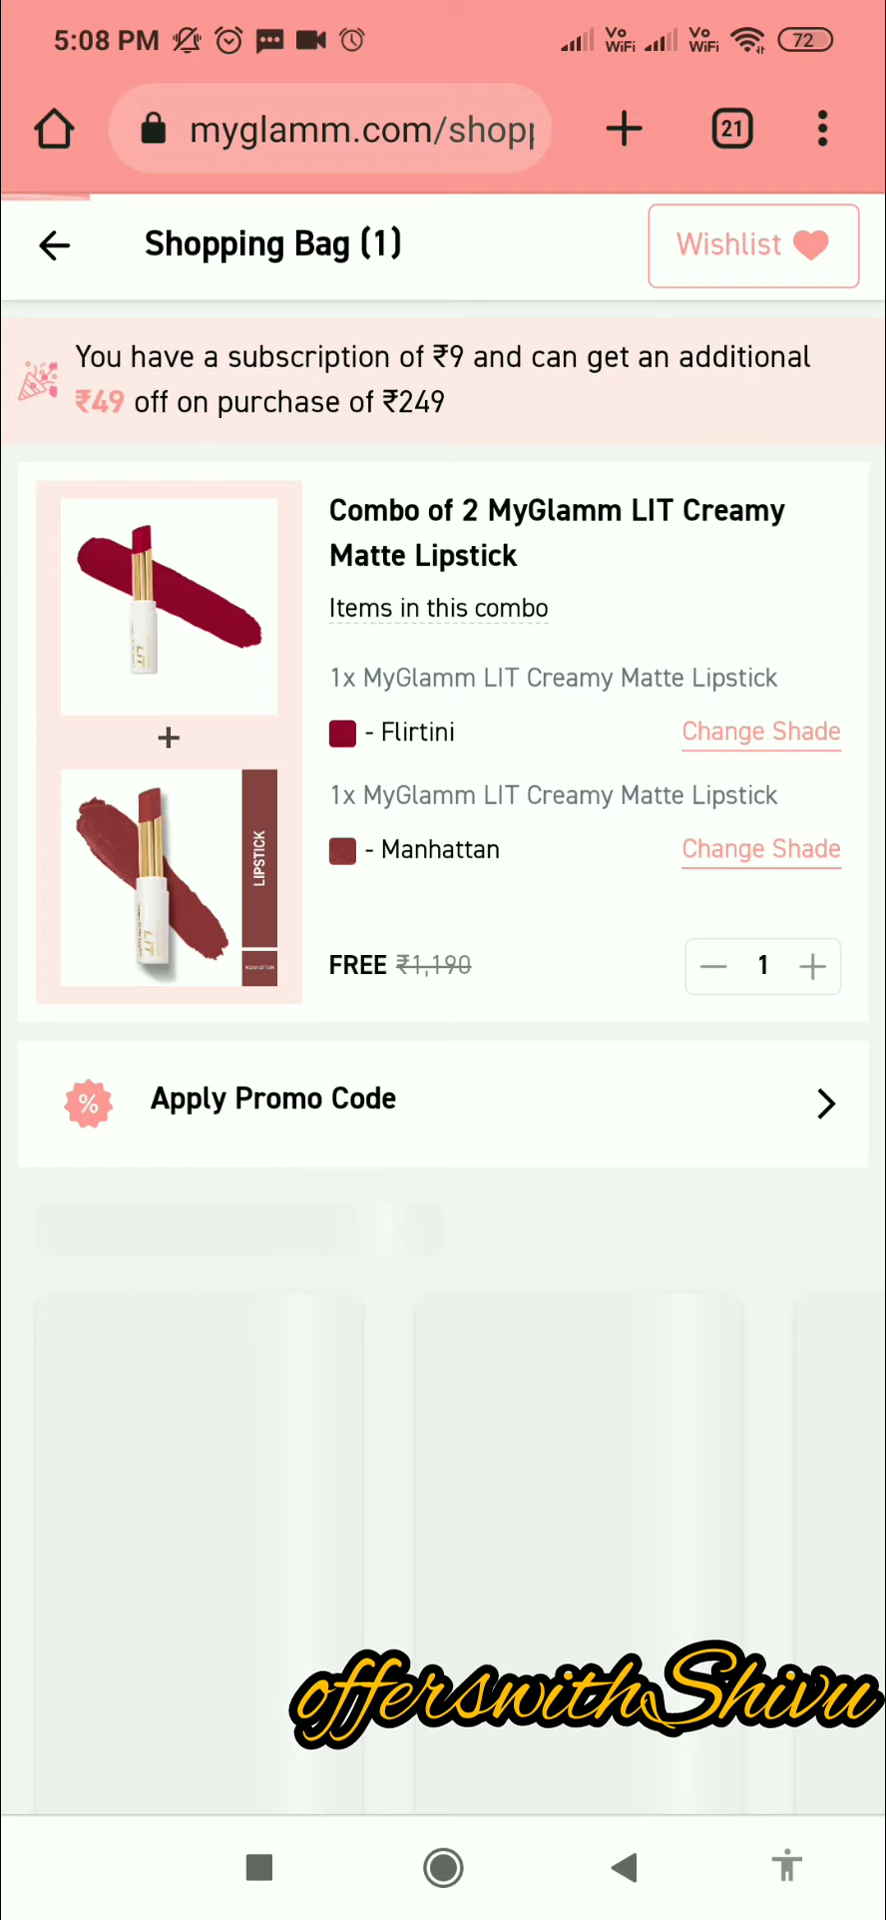 5:08 PM
Vo WiFi Vo WiFi 72
myglamm.com/shop
21
Shopping Bag (1)
Wishlist
You have a subscription of ₹9 and can get an additional
₹49 off on purchase of ₹249
Combo of 2 MyGlamm LIT Creamy
Matte Lipstick
Items in this combo
1x MyGlamm LIT Creamy Matte Lipstick
- Flirtini
Change Shade
1x MyGlamm LIT Creamy Matte Lipstick
- Manhattan
Change Shade
LIT
+
LIPSTICK
LIT
MANHATTAN
FREE ₹1,190
1
% Apply Promo Code
offerswithShivu